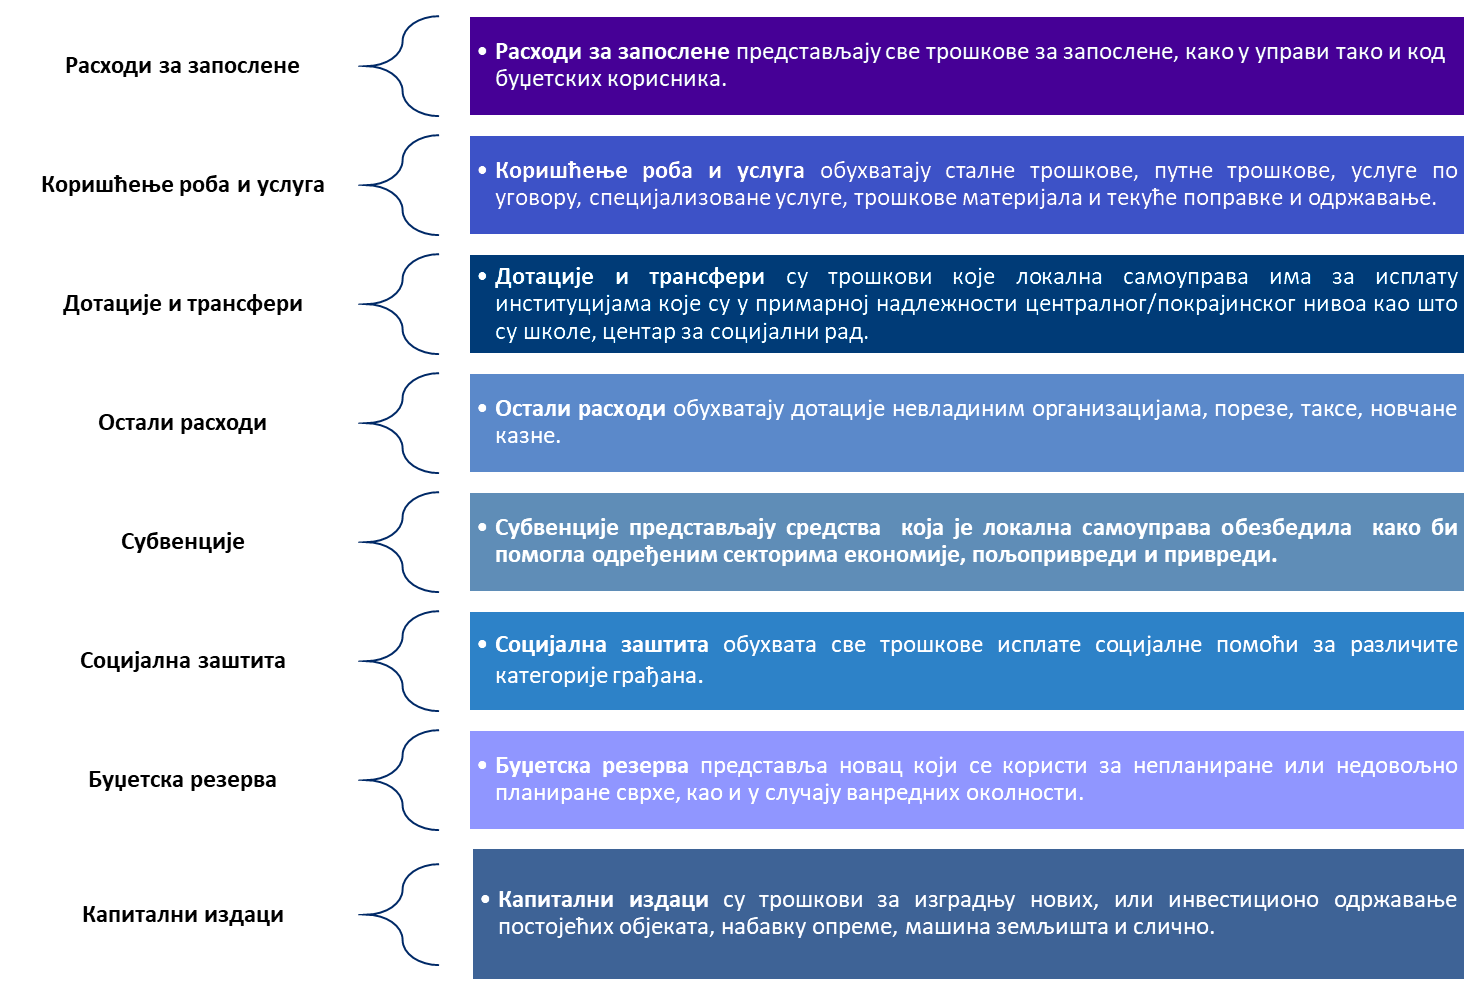 Расходи за запослене
• Расходи за запослене представљају све трошкове за запослене, како у управи тако и код
буџетских корисника.
Коришћење роба и услуга
• Коришћење роба и услуга обухватају сталне трошкове, путне трошкове, услуге по
уговору, специјализоване услуге, трошкове материјала и текуће поправке и одржавање.
Дотације и трансфери
• Дотације и трансфери су трошкови које локална самоуправа има за исплату
институцијама које су у примарној надлежности централног/покрајинског нивоа као што
су школе, центар за социјални рад.
Остали расходи
• Остали расходи обухватају дотације невладиним организацијама, порезе, таксе, новчане
казне.
Субвенције
• Субвенције представљају средства која је локална самоуправа обезбедила како би
помогла одређеним секторима економије, пољопривреди и привреди.
Социјална заштита
• Социјална заштита обухвата све трошкове исплате социјалне помоћи за различите
категорије грађана.
Буџетска резерва
• Буџетска резерва представља новац који се користи за непланиране или недовољно
планиране сврхе, као и у случају ванредних околности.
Капитални издаци
• Капитални издаци су трошкови за изградњу нових, или инвестиционо одржавање
постојећих објеката, набавку опреме, машина земљишта и слично.